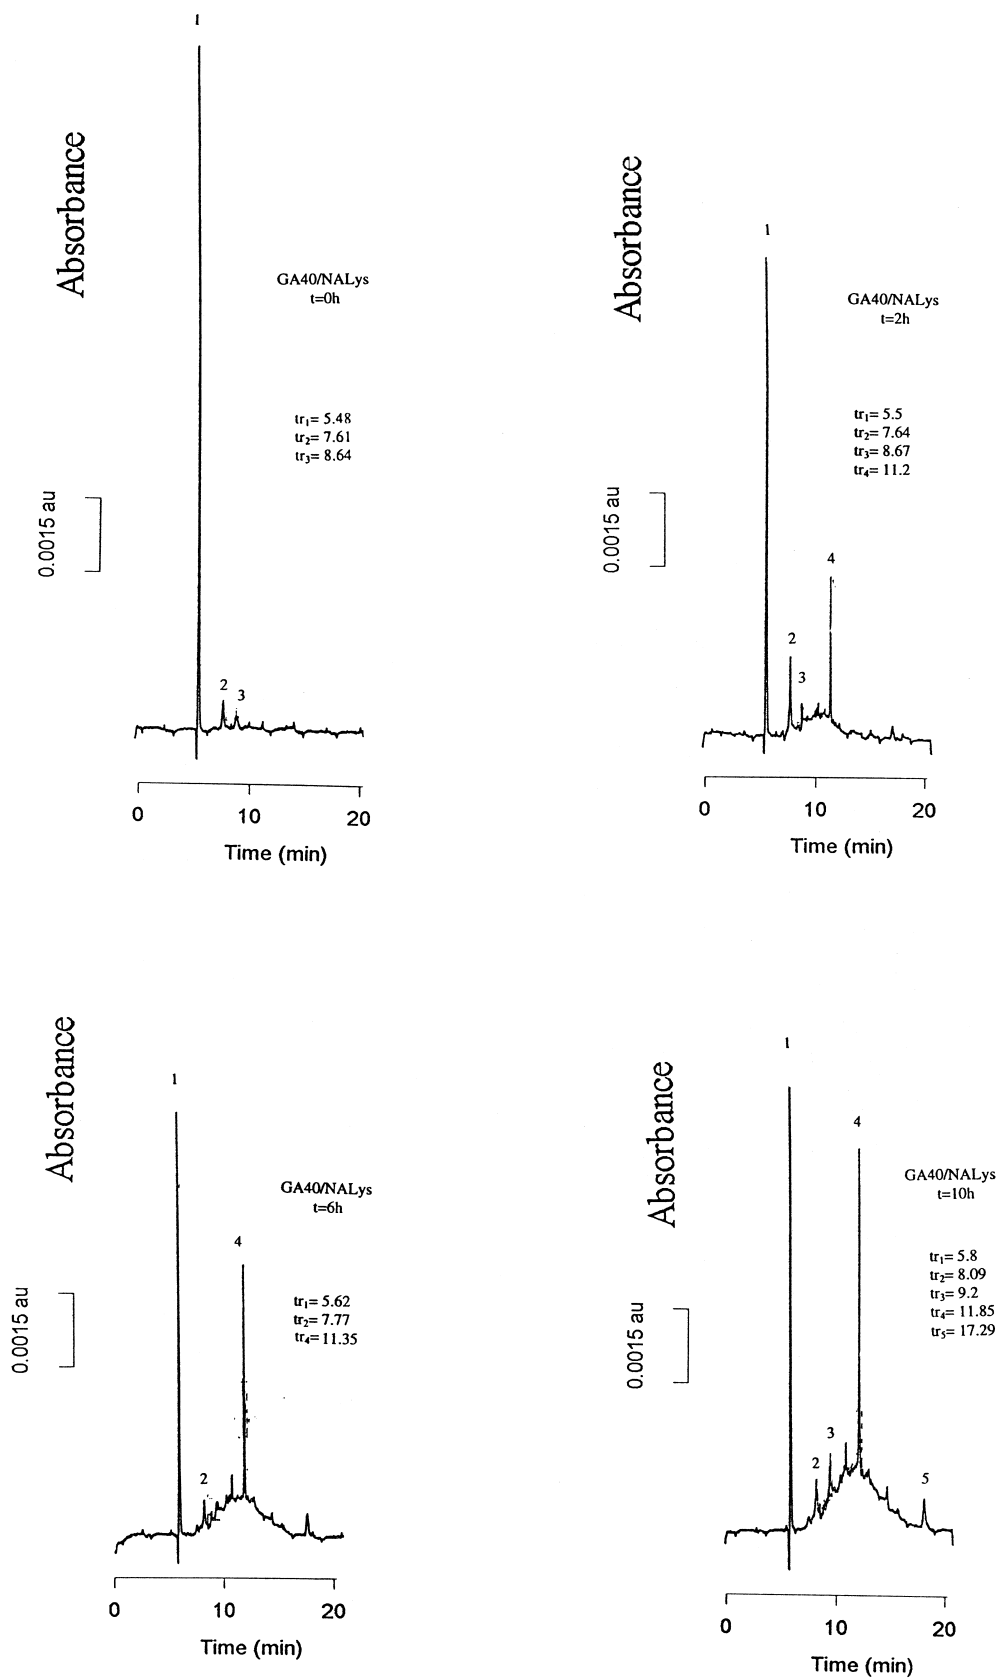 1
Absorbance
GA40/NALys
t=0h
tr₁= 5.48
tr₂= 7.61
tr₃= 8.64
0.0015 au
2
3
0
10
20
Time (min)
1
Absorbance
GA40/NALys
t=2h
tr₁= 5.5
tr₂= 7.64
tr₃= 8.67
tr₄= 11.2
0.0015 au
4
2
3
0
10
20
Time (min)
1
Absorbance
GA40/NALys
t=6h
4
tr₁= 5.62
tr₂= 7.77
tr₄= 11.35
0.0015 au
2
0
10
20
Time (min)
1
Absorbance
4
GA40/NALys
t=10h
tr₁= 5.8
tr₂= 8.09
tr₃= 9.2
tr₄= 11.85
tr₅= 17.29
0.0015 au
3
2
5
0
10
20
Time (min)